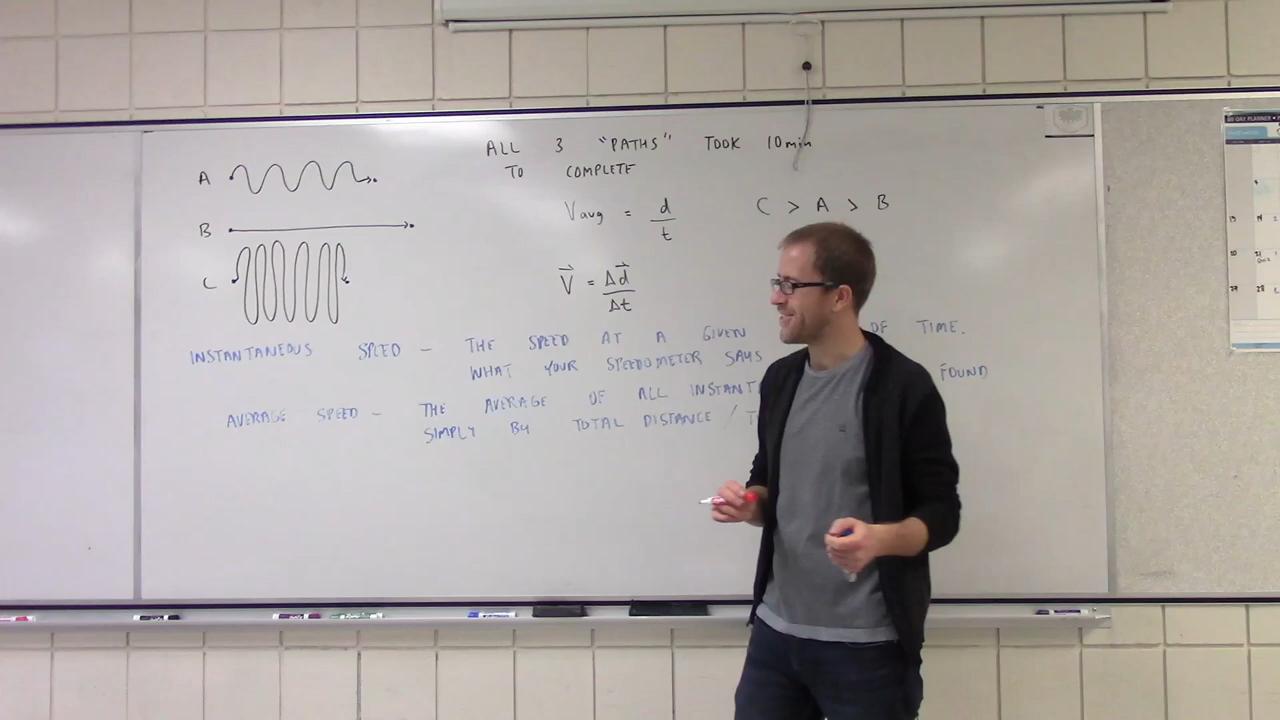 ALL 3 "PATHS" TOOK 10min
TO COMPLETE
A
B
C
Vavg = d / t
C > A > B
V = Δd / Δt
INSTANTANEOUS SPEED - THE SPEED AT A GIVEN OF TIME.
WHAT YOUR SPEEDOMETER SAYS
AVERAGE SPEED - THE AVERAGE OF ALL FOUND
SIMPLY BY TOTAL DISTANCE /